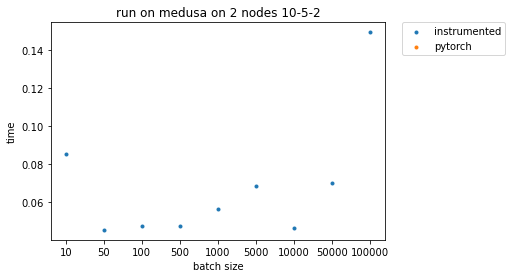 run on medusa on 2 nodes 10-5-2
instrumented
pytorch
0.14
0.12
0.10
0.08
0.06
time
10 50 100 500 1000 5000 10000 50000 100000
batch size